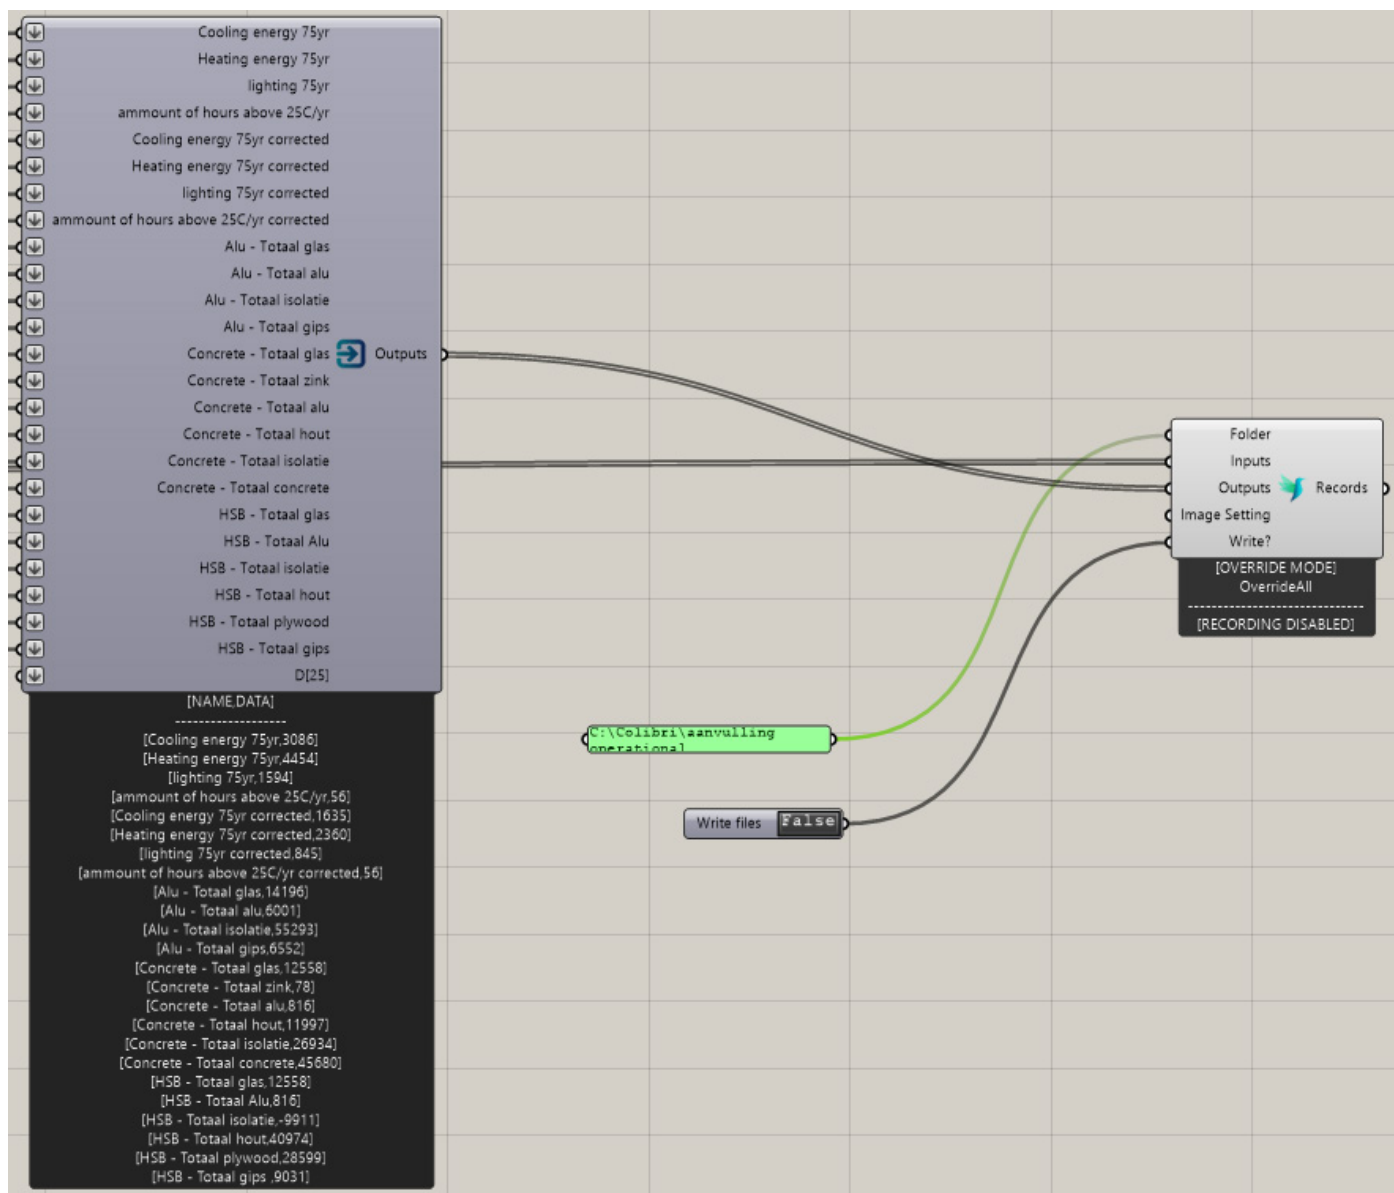 Cooling energy 75yr
Heating energy 75yr
lighting 75yr
ammount of hours above 25C/yr
Cooling energy 75yr corrected
Heating energy 75yr corrected
lighting 75yr corrected
ammount of hours above 25C/yr corrected
Alu - Totaal glas
Alu - Totaal alu
Alu - Totaal isolatie
Alu - Totaal gips
Concrete - Totaal glas
Concrete - Totaal zink
Concrete - Totaal alu
Concrete - Totaal hout
Concrete - Totaal isolatie
Concrete - Totaal concrete
HSB - Totaal glas
HSB - Totaal Alu
HSB - Totaal isolatie
HSB - Totaal hout
HSB - Totaal plywood
HSB - Totaal gips
D[25]
Outputs
[NAME,DATA]
-------------------
[Cooling energy 75yr,3086]
[Heating energy 75yr,4454]
[lighting 75yr,1594]
[ammount of hours above 25C/yr,56]
[Cooling energy 75yr corrected,1635]
[Heating energy 75yr corrected,2360]
[lighting 75yr corrected,845]
[ammount of hours above 25C/yr corrected,56]
[Alu - Totaal glas,14196]
[Alu - Totaal alu,6001]
[Alu - Totaal isolatie,55293]
[Alu - Totaal gips,6552]
[Concrete - Totaal glas,12558]
[Concrete - Totaal zink,78]
[Concrete - Totaal alu,816]
[Concrete - Totaal hout,11997]
[Concrete - Totaal isolatie,26934]
[Concrete - Totaal concrete,45680]
[HSB - Totaal glas,12558]
[HSB - Totaal Alu,816]
[HSB - Totaal isolatie,-9911]
[HSB - Totaal hout,40974]
[HSB - Totaal plywood,28599]
[HSB - Totaal gips ,9031]
C:\Colibri\aanvulling
operational
Write files False
Folder
Inputs
Outputs
Image Setting
Write?
Records
[OVERRIDE MODE]
OverrideAll
------------------------------
[RECORDING DISABLED]